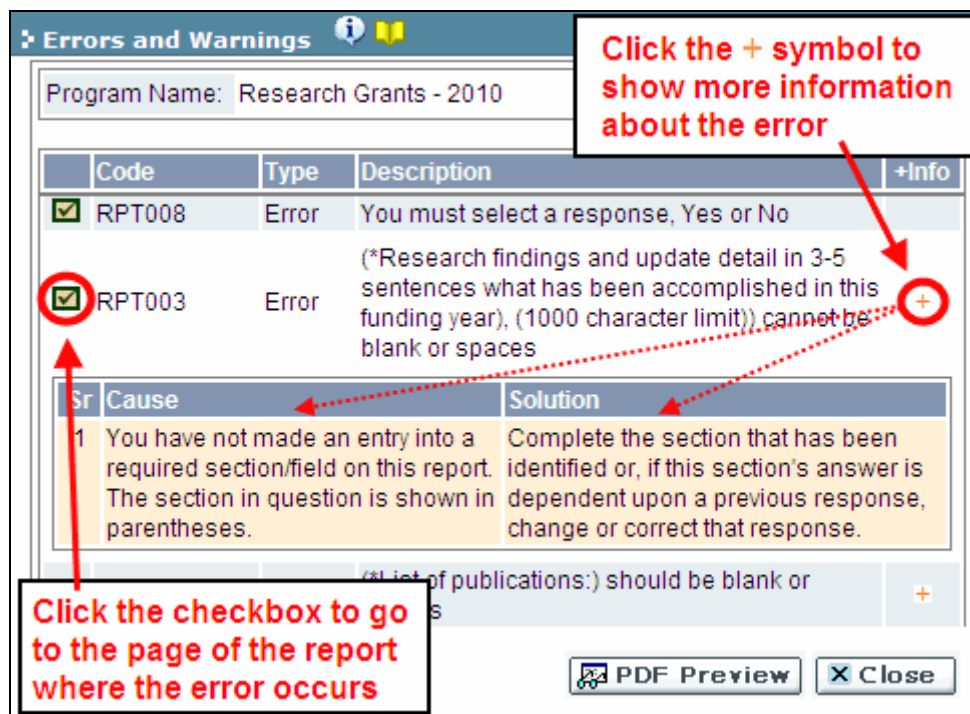 Errors and Warnings
Click the + symbol to
show more information
about the error
Program Name: Research Grants - 2010
Code Type Description +Info
RPT008 Error You must select a response, Yes or No
(*Research findings and update detail in 3-5
RPT003 Error sentences what has been accomplished in this
funding year), (1000 character limit)) cannot be
blank or spaces
+
Sr Cause Solution
1 You have not made an entry into a Complete the section that has been
required section/field on this report. identified or, if this section's answer is
The section in question is shown in dependent upon a previous response,
parentheses. change or correct that response.
of publications:) should be blank or
+
Click the checkbox to go
to the page of the report
where the error occurs
PDF Preview Close